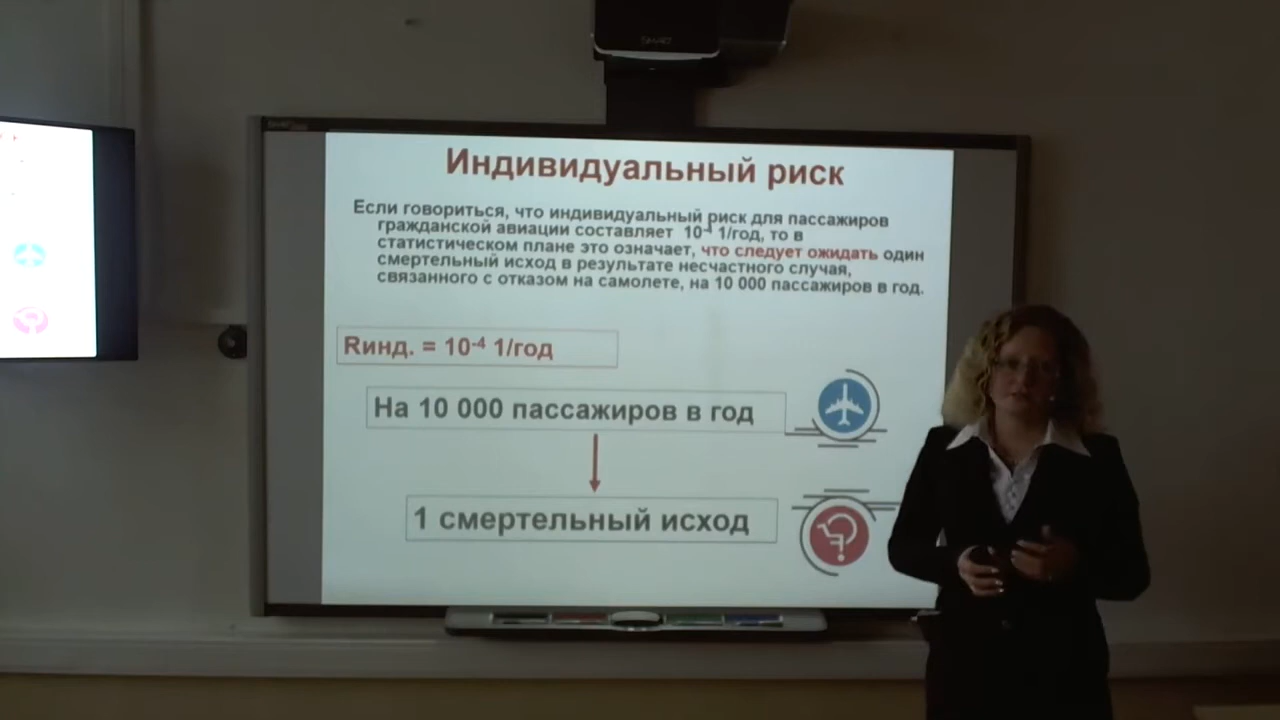 SMART
Индивидуальный риск
Если говориться, что индивидуальный риск для пассажиров
гражданской авиации составляет 10⁻⁴ 1/год, то в
статистическом плане это означает, что следует ожидать один
смертельный исход в результате несчастного случая,
связанного с отказом на самолете, на 10 000 пассажиров в год.
Rинд. = 10⁻⁴ 1/год
На 10 000 пассажиров в год
1 смертельный исход